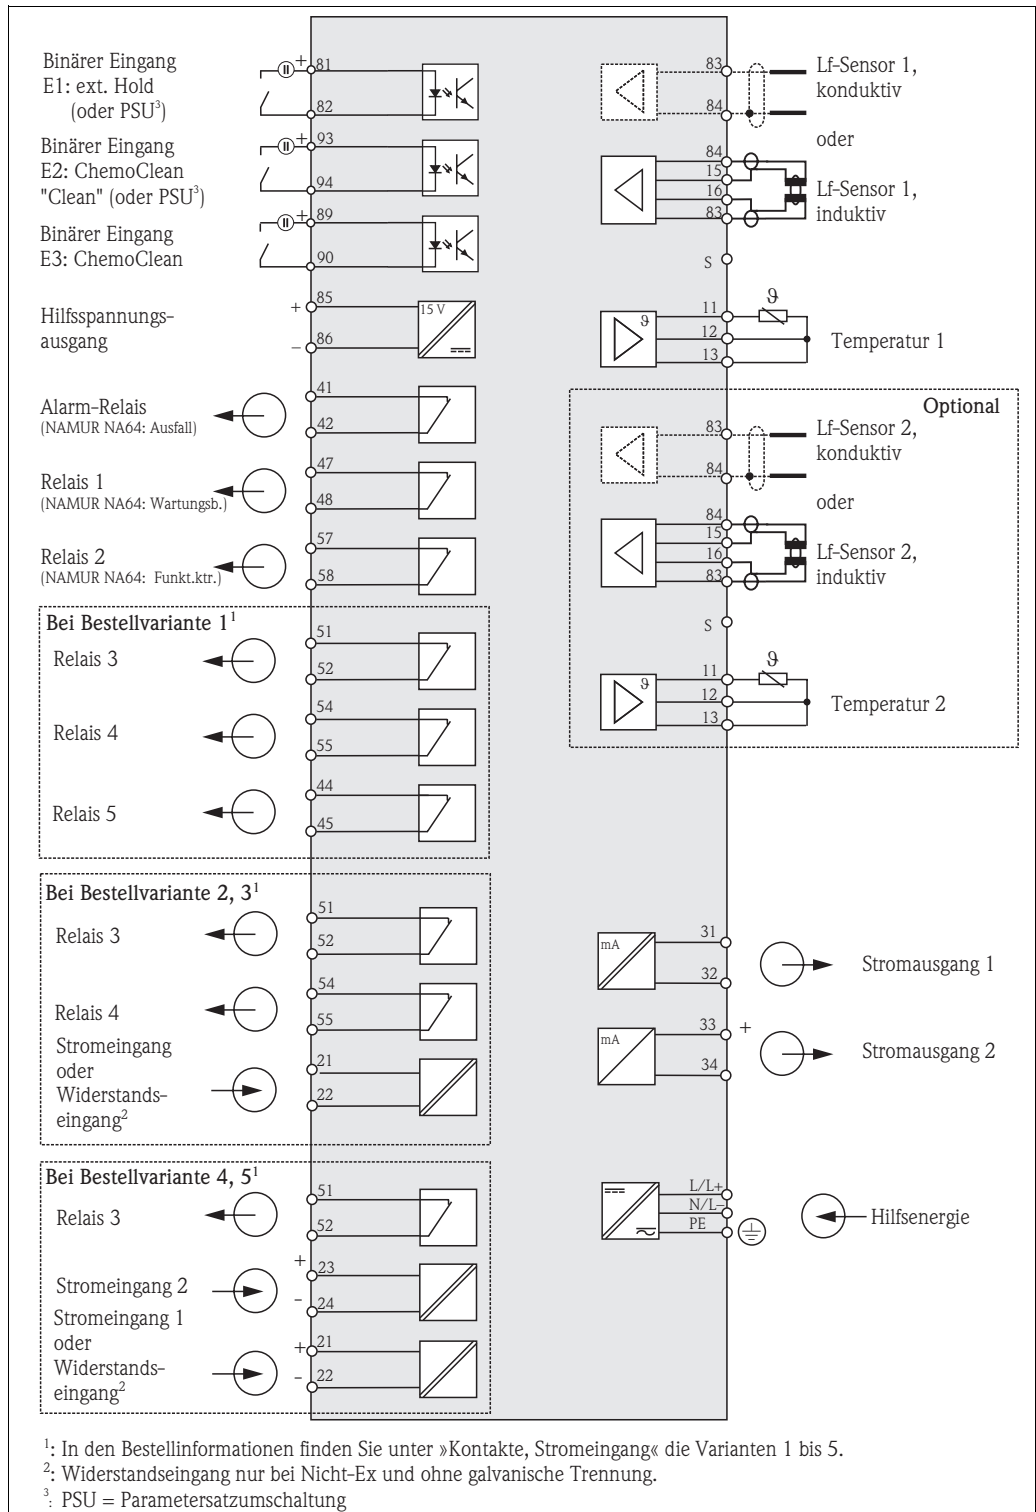 Binärer Eingang
E1: ext. Hold
(oder PSU³)
+
81
82
Binärer Eingang
E2: ChemoClean
"Clean" (oder PSU³)
+
93
94
Binärer Eingang
E3: ChemoClean
+
89
90
Hilfsspannungs-
ausgang
+
85
–
86
15 V
Alarm-Relais
(NAMUR NA64: Ausfall)
41
42
Relais 1
(NAMUR NA64: Wartungsb.)
47
48
Relais 2
(NAMUR NA64: Funkt.ktr.)
57
58
Bei Bestellvariante 1¹
Relais 3
51
52
Relais 4
54
55
Relais 5
44
45
Bei Bestellvariante 2, 3¹
Relais 3
51
52
Relais 4
54
55
Stromeingang
oder
Widerstands-
eingang²
21
22
Bei Bestellvariante 4, 5¹
Relais 3
51
52
Stromeingang 2
+
23
-
24
Stromeingang 1
oder
Widerstands-
eingang²
+
21
-
22
83
84
Lf-Sensor 1,
konduktiv
oder
84
15
16
83
Lf-Sensor 1,
induktiv
S
ϑ
11
12
13
ϑ
Temperatur 1
Optional
83
84
Lf-Sensor 2,
konduktiv
oder
84
15
16
83
Lf-Sensor 2,
induktiv
S
ϑ
11
12
13
ϑ
Temperatur 2
mA
31
32
Stromausgang 1
mA
33
+
34
Stromausgang 2
L/L+
N/L–
PE
Hilfsenergie
¹: In den Bestellinformationen finden Sie unter »Kontakte, Stromeingang« die Varianten 1 bis 5.
²: Widerstandseingang nur bei Nicht-Ex und ohne galvanische Trennung.
³: PSU = Parametersatzumschaltung